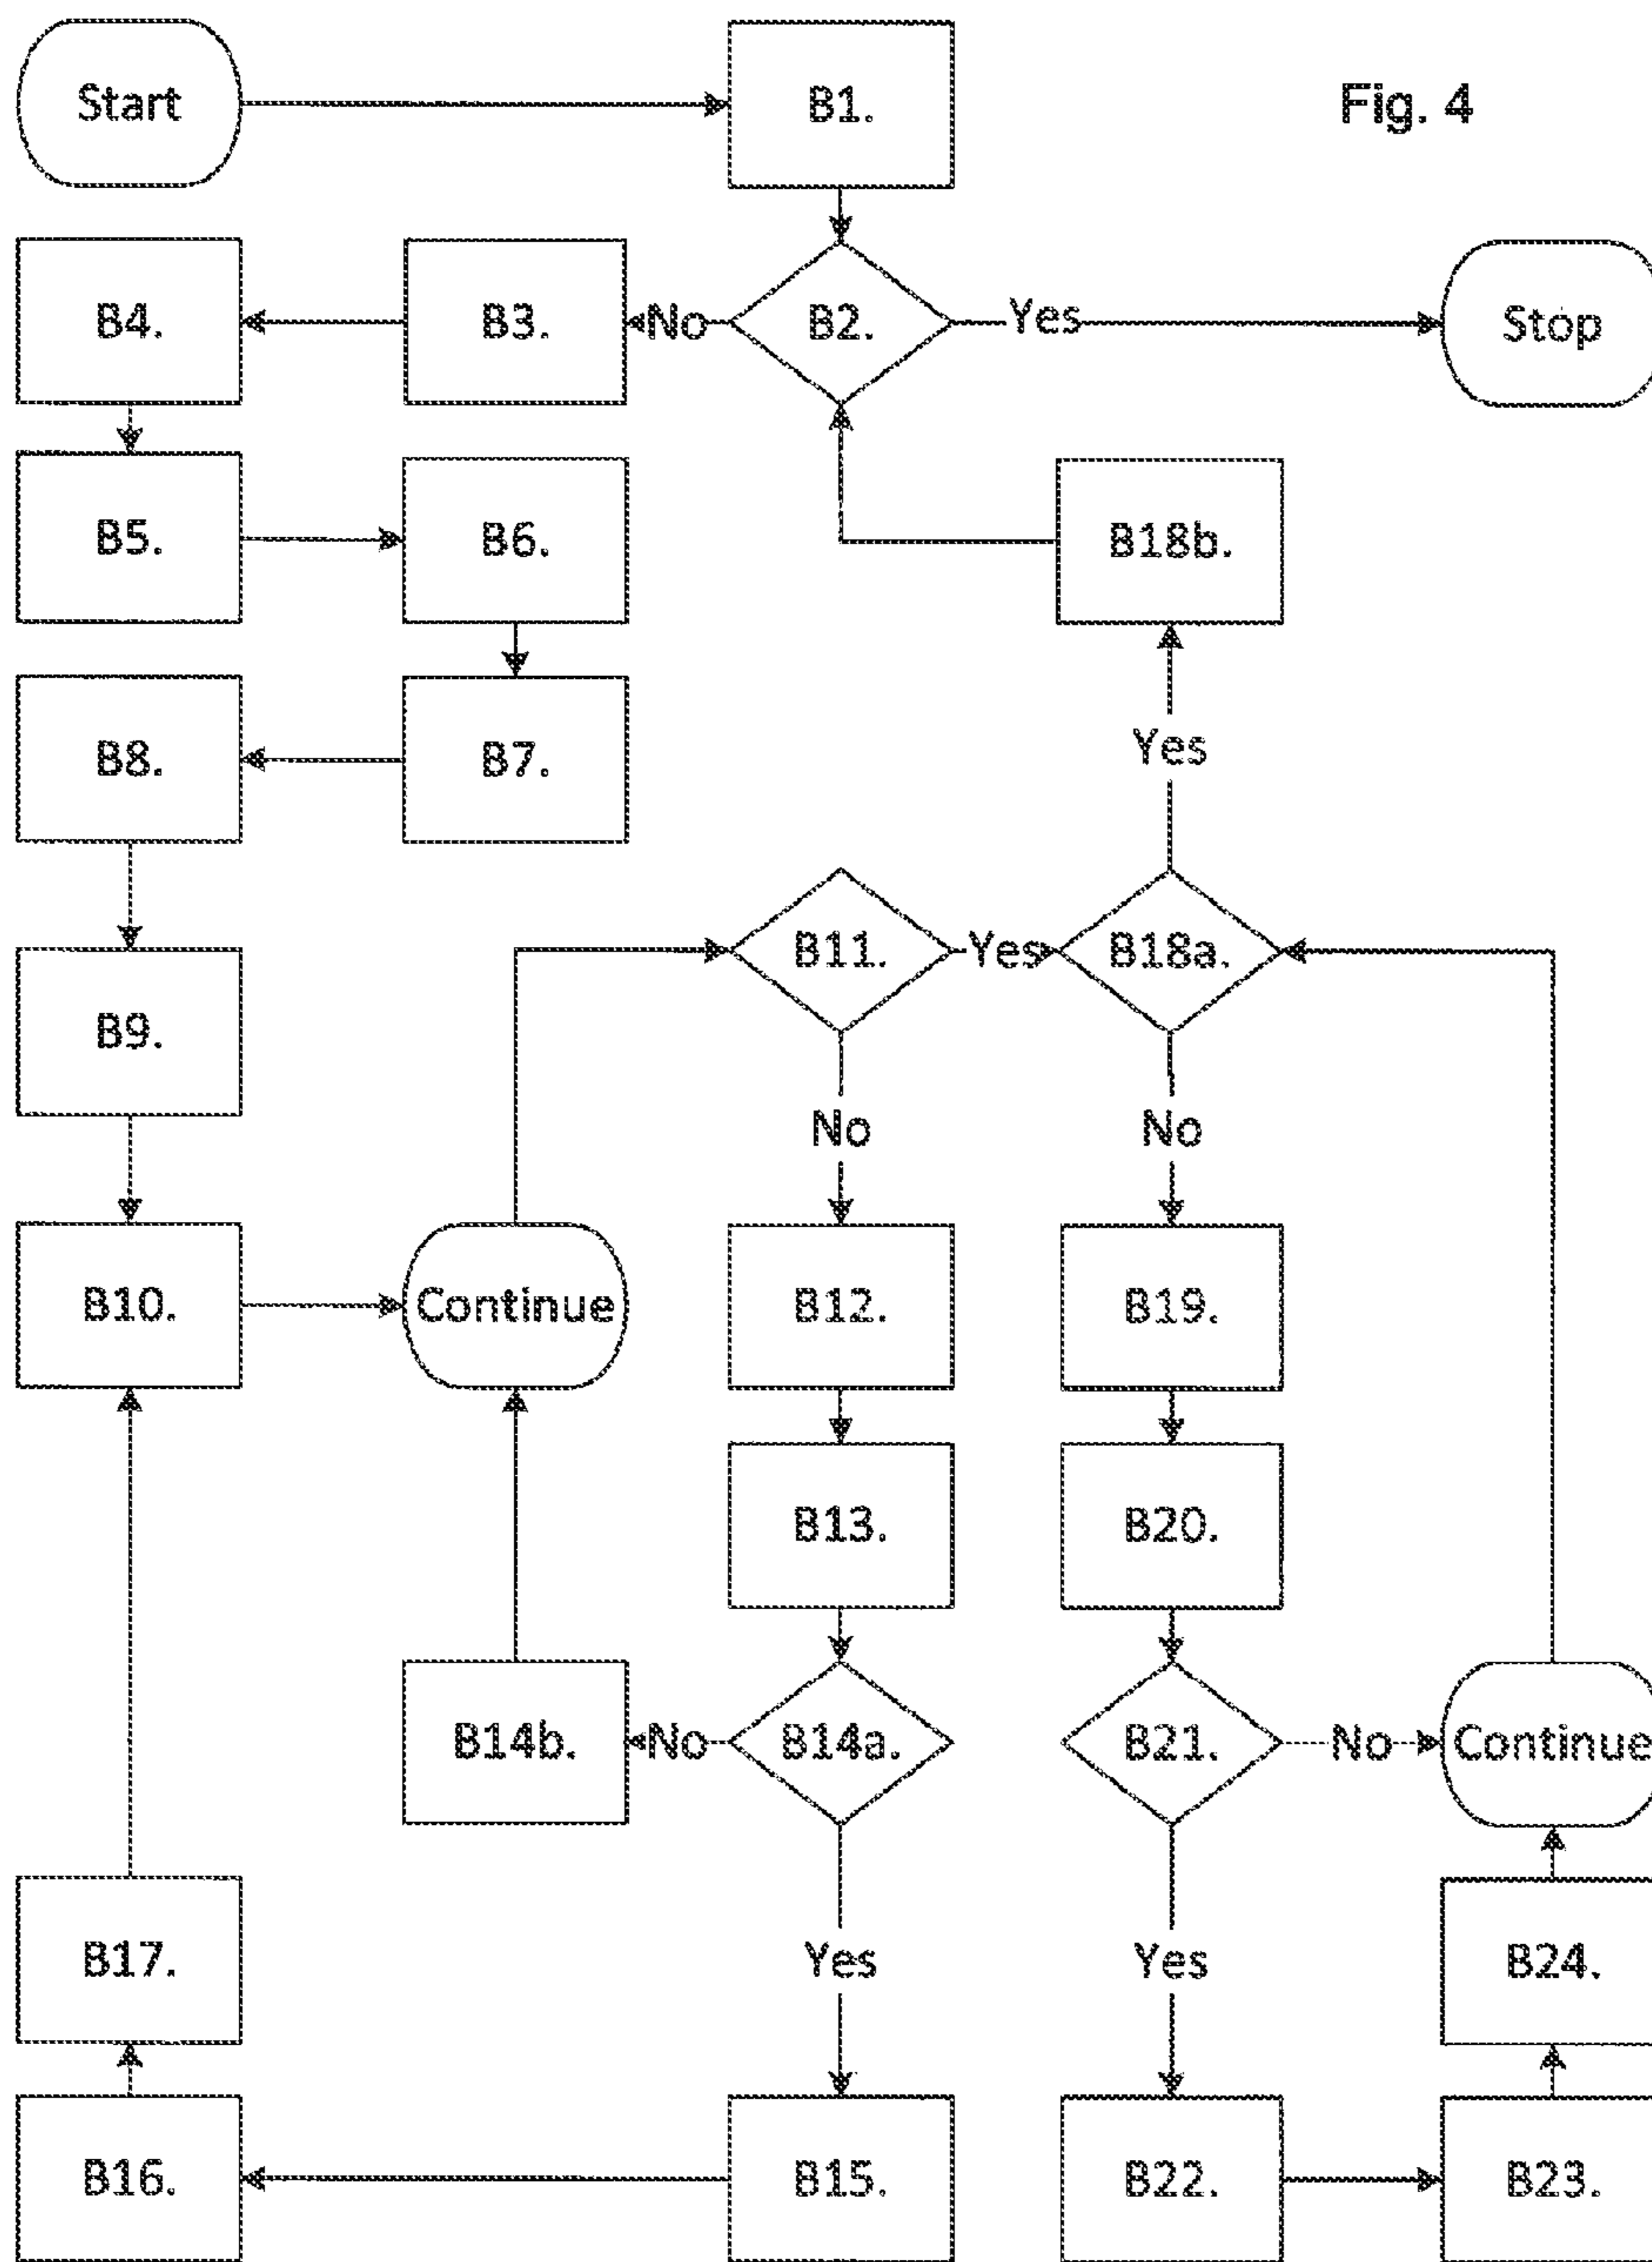 Start
B1.
Fig. 4
B4.
B3.
No
B2.
Yes
Stop
B5.
B6.
B18b.
B8.
B7.
Yes
B11.
Yes
B18a.
B9.
No
No
B10.
Continue
B12.
B19.
B13.
B20.
B14b.
No
B14a.
B21.
No
Continue
B17.
Yes
Yes
B24.
B16.
B15.
B22.
B23.